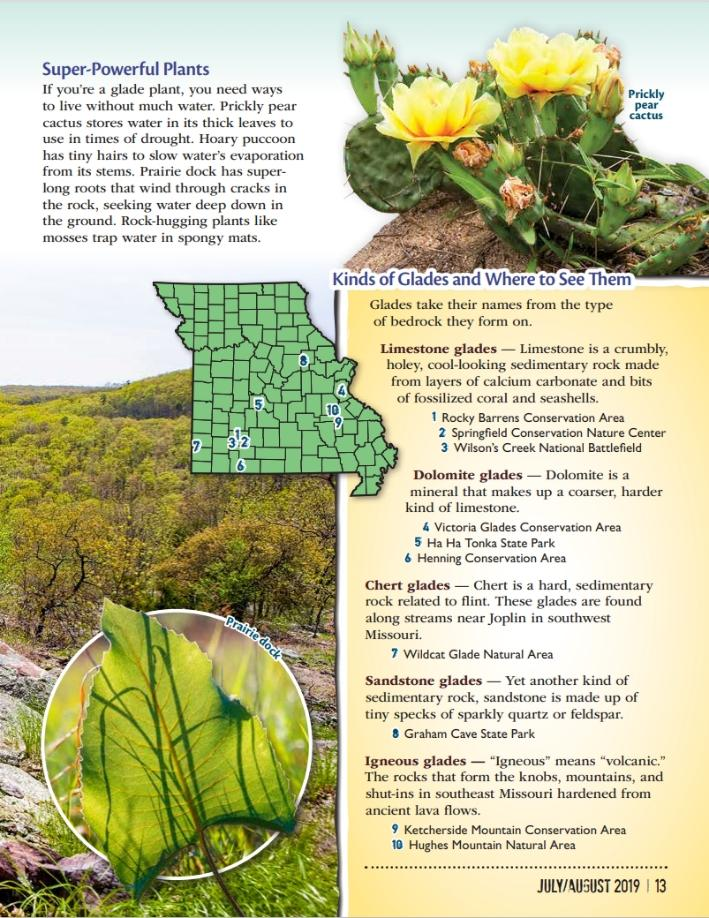 Super-Powerful Plants
If you're a glade plant, you need ways
to live without much water. Prickly pear
cactus stores water in its thick leaves to
use in times of drought. Hoary puccoon
has tiny hairs to slow water's evaporation
from its stems. Prairie dock has super-
long roots that wind through cracks in
the rock, seeking water deep down in
the ground. Rock-hugging plants like
mosses trap water in spongy mats.
Prickly
pear
cactus
Kinds of Glades and Where to See Them
Glades take their names from the type
of bedrock they form on.
Limestone glades — Limestone is a crumbly,
holey, cool-looking sedimentary rock made
from layers of calcium carbonate and bits
of fossilized coral and seashells.
1 Rocky Barrens Conservation Area
2 Springfield Conservation Nature Center
3 Wilson's Creek National Battlefield
Dolomite glades — Dolomite is a
mineral that makes up a coarser, harder
kind of limestone.
4 Victoria Glades Conservation Area
5 Ha Ha Tonka State Park
6 Henning Conservation Area
Chert glades — Chert is a hard, sedimentary
rock related to flint. These glades are found
along streams near Joplin in southwest
Missouri.
7 Wildcat Glade Natural Area
Sandstone glades — Yet another kind of
sedimentary rock, sandstone is made up of
tiny specks of sparkly quartz or feldspar.
8 Graham Cave State Park
Igneous glades — "Igneous" means "volcanic."
The rocks that form the knobs, mountains, and
shut-ins in southeast Missouri hardened from
ancient lava flows.
9 Ketcherside Mountain Conservation Area
10 Hughes Mountain Natural Area
8
4
5
10
9
1
3 2
7
6
Prairie dock
JULY/AUGUST 2019 | 13